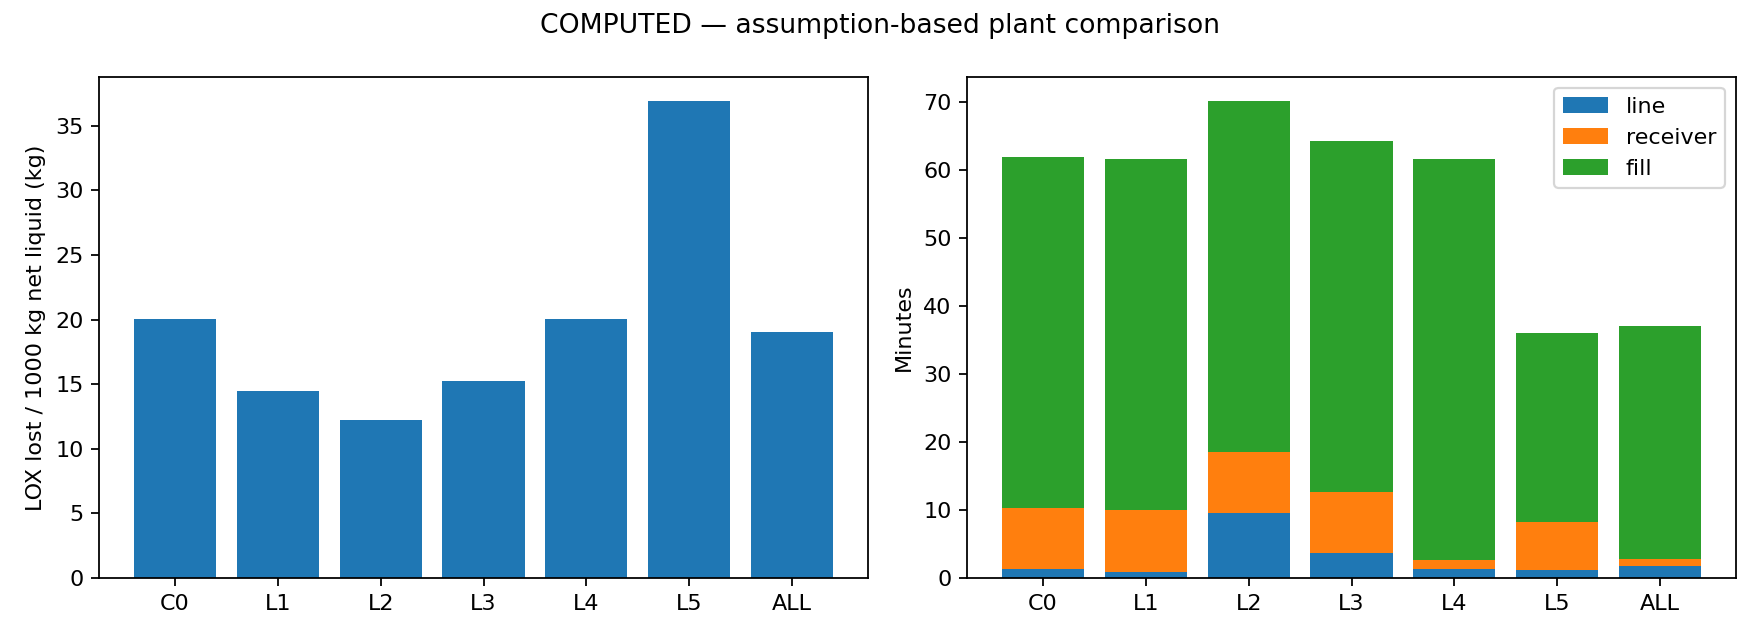 COMPUTED — assumption-based plant comparison
LOX lost / 1000 kg net liquid (kg)
35
30
25
20
15
10
5
0
C0 L1 L2 L3 L4 L5 ALL
Minutes
70
60
50
40
30
20
10
0
C0 L1 L2 L3 L4 L5 ALL
line
receiver
fill